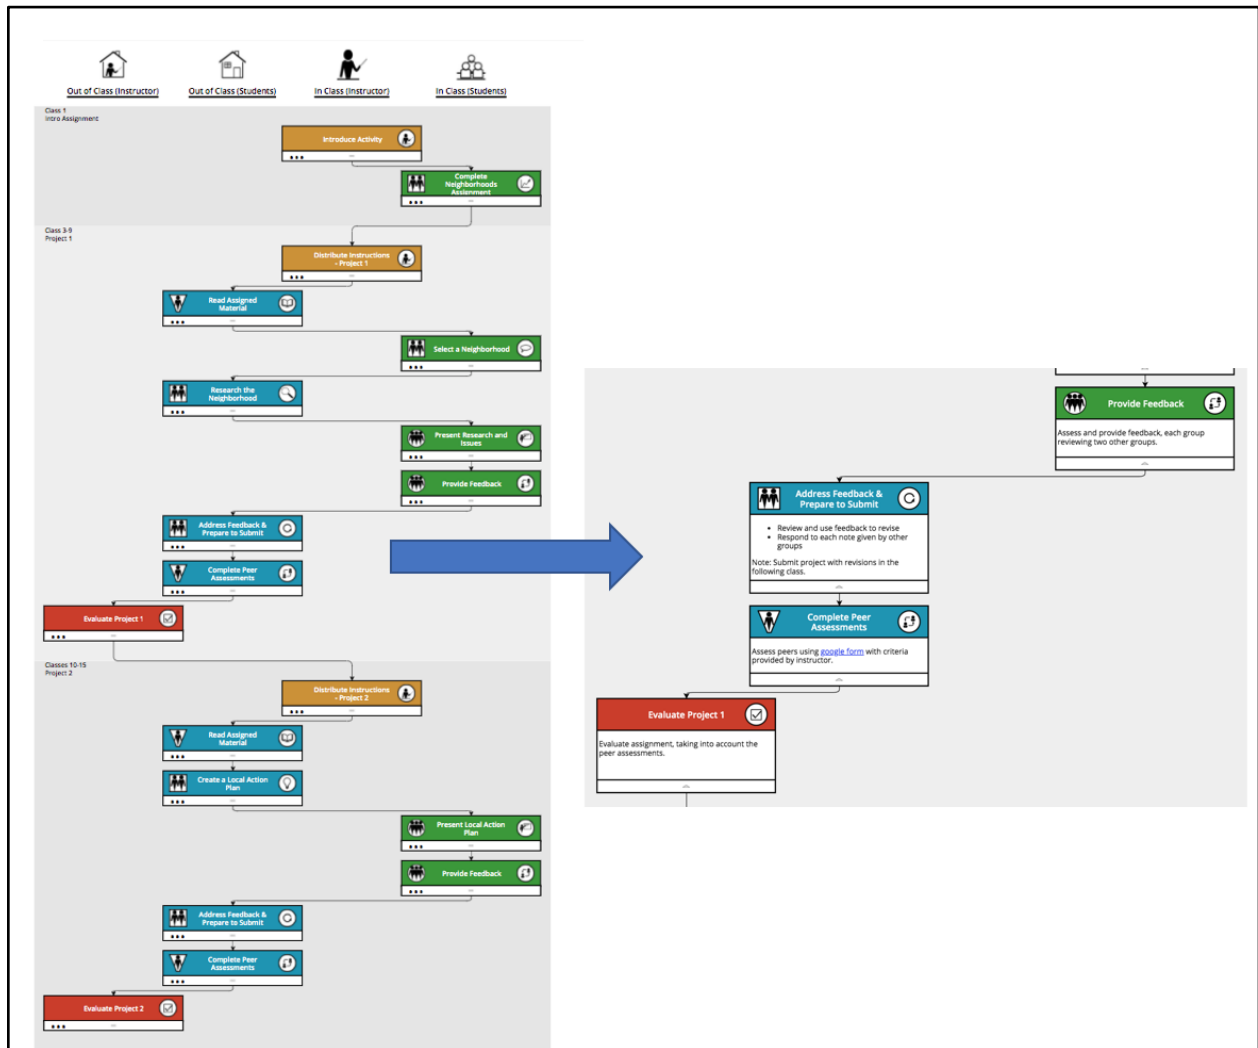 Out of Class (Instructor)
Out of Class (Students)
In Class (Instructor)
In Class (Students)
Class 1
Intro Assignment
Introduce Activity
Complete
Neighborhoods
Assignment
Class 3-9
Project 1
Distribute Instructions
- Project 1
Read Assigned
Material
Select a Neighborhood
Research the
Neighborhood
Present Research and
Issues
Provide Feedback
Address Feedback &
Prepare to Submit
Complete Peer
Assessments
Evaluate Project 1
Classes 10-15
Project 2
Distribute Instructions
- Project 2
Read Assigned
Material
Create a Local Action
Plan
Present Local Action
Plan
Provide Feedback
Address Feedback &
Prepare to Submit
Complete Peer
Assessments
Evaluate Project 2
Provide Feedback
Assess and provide feedback, each group
reviewing two other groups.
Address Feedback &
Prepare to Submit
• Review and use feedback to revise
• Respond to each note given by other
groups
Note: Submit project with revisions in the
following class.
Complete Peer
Assessments
Assess peers using google form with criteria
provided by instructor.
Evaluate Project 1
Evaluate assignment, taking into account the
peer assessments.